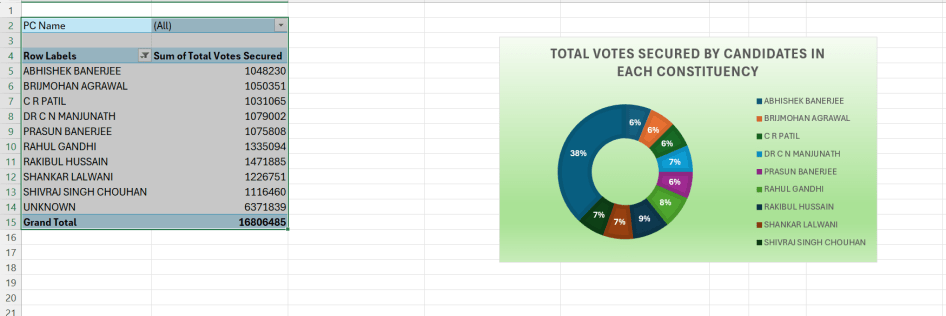 1
2 PC Name (All)
3
4 Row Labels Sum of Total Votes Secured
5 ABHISHEK BANERJEE 1048230
6 BRIJMOHAN AGRAWAL 1050351
7 C R PATIL 1031065
8 DR C N MANJUNATH 1079002
9 PRASUN BANERJEE 1075808
10 RAHUL GANDHI 1335094
11 RAKIBUL HUSSAIN 1471885
12 SHANKAR LALWANI 1226751
13 SHIVRAJ SINGH CHOUHAN 1116460
14 UNKNOWN 6371839
15 Grand Total 16806485
16
17
18
19
20
21
TOTAL VOTES SECURED BY CANDIDATES IN
EACH CONSTITUENCY
6%
6%
6%
7%
6%
8%
9%
7%
7%
38%
ABHISHEK BANERJEE
BRIJMOHAN AGRAWAL
C R PATIL
DR C N MANJUNATH
PRASUN BANERJEE
RAHUL GANDHI
RAKIBUL HUSSAIN
SHANKAR LALWANI
SHIVRAJ SINGH CHOUHAN